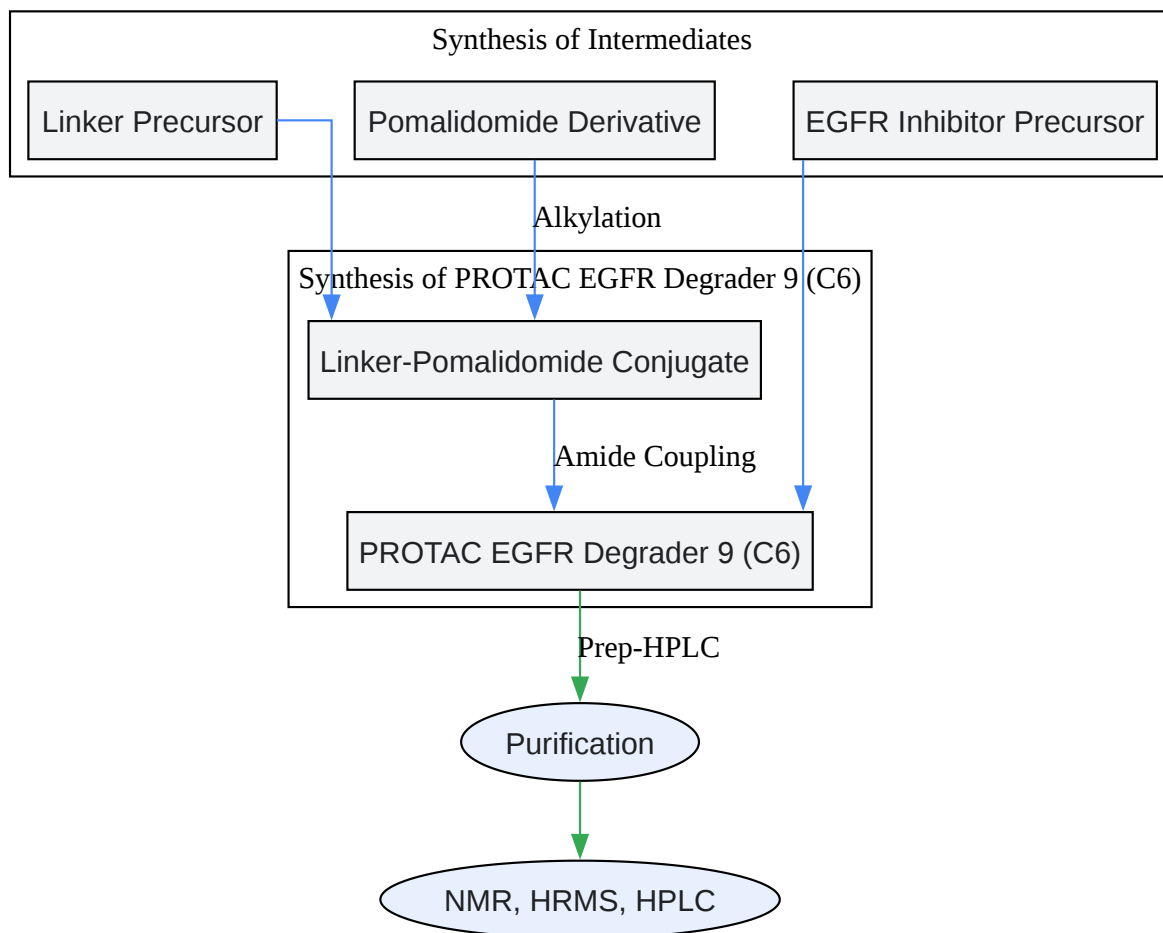 Synthesis of Intermediates
Linker Precursor
Pomalidomide Derivative
EGFR Inhibitor Precursor
Alkylation
Synthesis of PROTAC EGFR Degrader 9 (C6)
Linker-Pomalidomide Conjugate
Amide Coupling
PROTAC EGFR Degrader 9 (C6)
Prep-HPLC
Purification
NMR, HRMS, HPLC